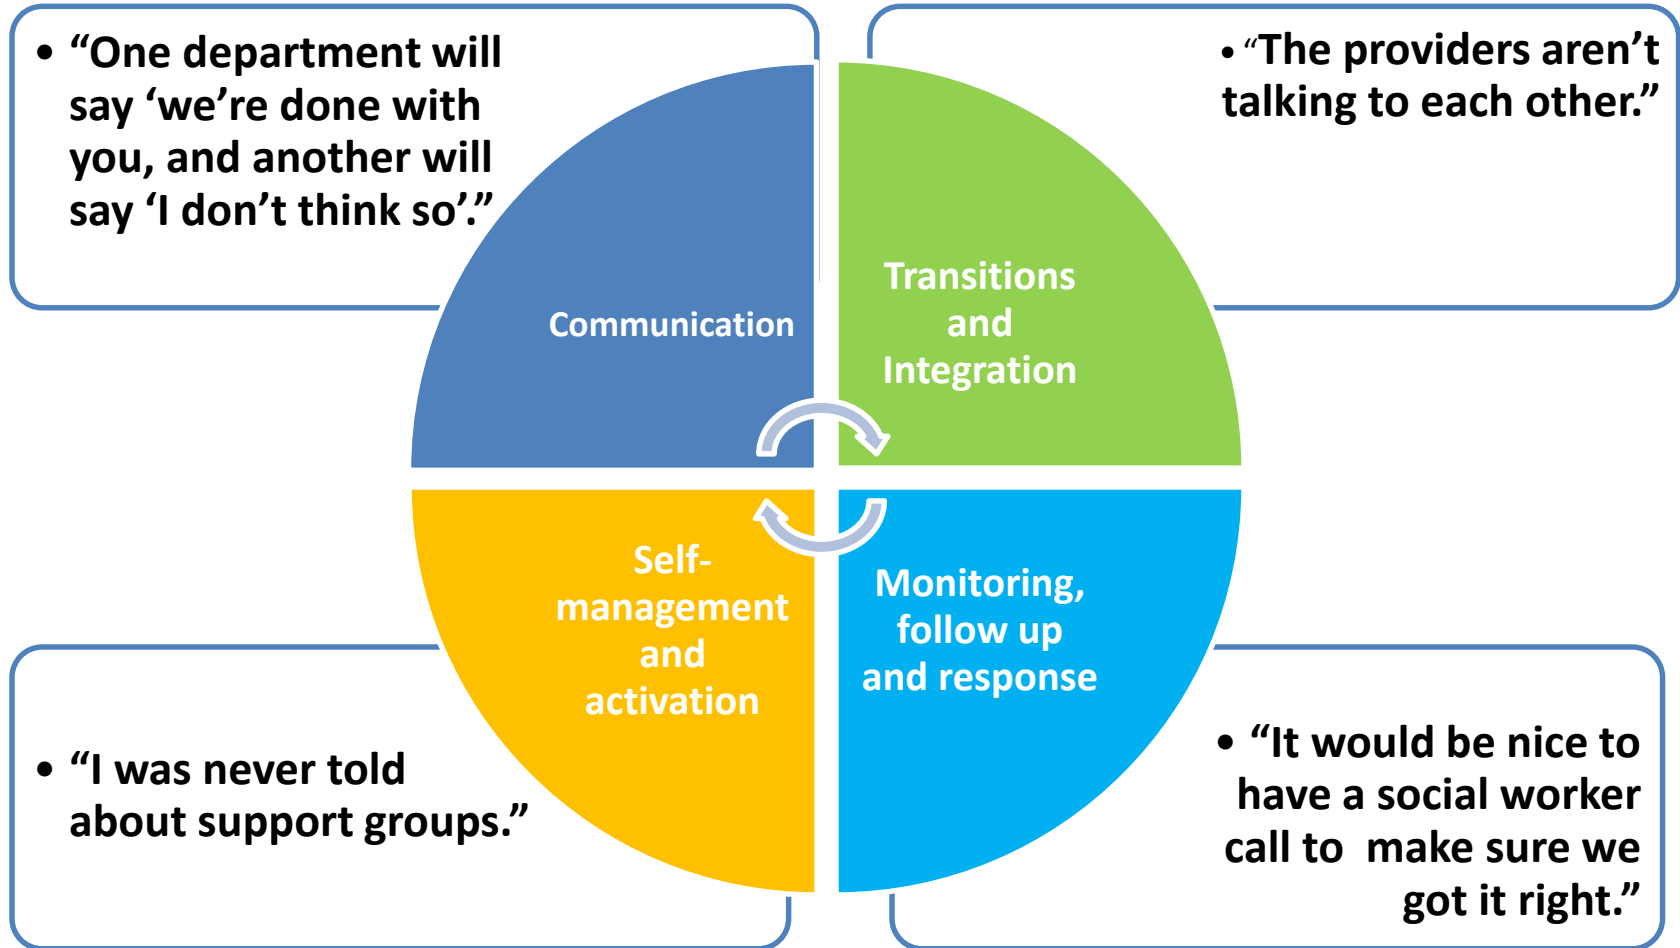 • “One department will
say ‘we’re done with
you, and another will
say ‘I don’t think so’.”
• “The providers aren’t
talking to each other.”
Communication
Transitions
and
Integration
Self-
management
and
activation
Monitoring,
follow up
and response
• “I was never told
about support groups.”
• “It would be nice to
have a social worker
call to  make sure we
got it right.”